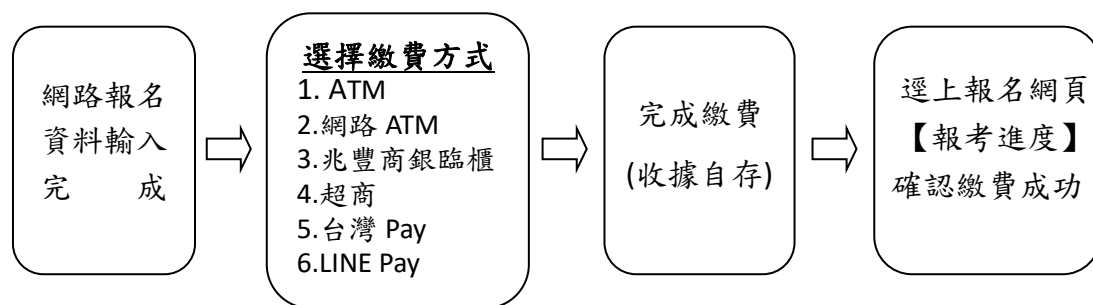 網路報名
資料輸入
完　　成
選擇繳費方式
1. ATM
2.網路 ATM
3.兆豐商銀臨櫃
4.超商
5.台灣 Pay
6.LINE Pay
完成繳費
(收據自存)
逕上報名網頁
【報考進度】
確認繳費成功